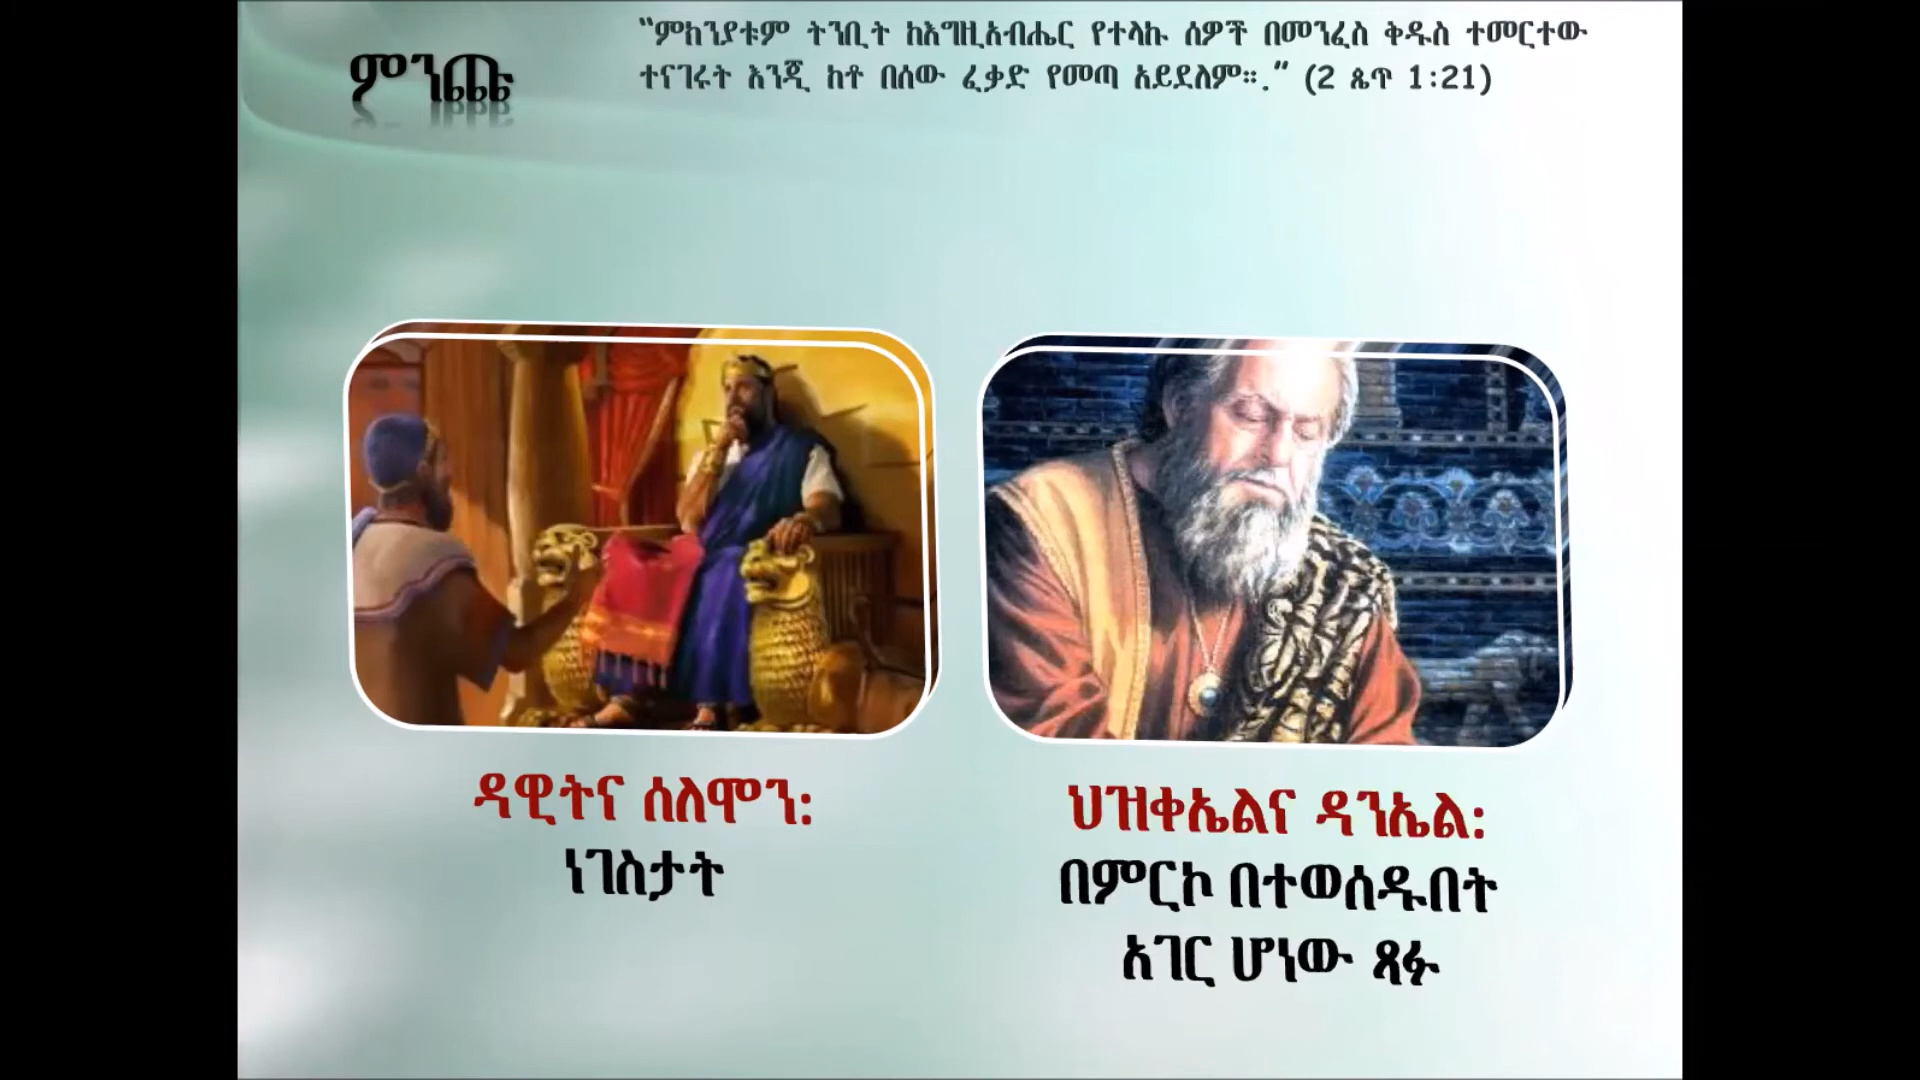 ምንጩ
“ምክንያቱም ትንቢት ከእግዚአብሔር የተላኩ ሰዎች በመንፈስ ቅዱስ ተመርተው
ተናገሩት እንጂ ከቶ በሰው ፈቃድ የመጣ አይደለም።.” (2 ጴጥ 1:21)
ዳዊትና ሰለሞን:
ነገስታት
ህዝቀኤልና ዳንኤል:
በምርኮ በተወሰዱበት
አገር ሆነው ጻፉ